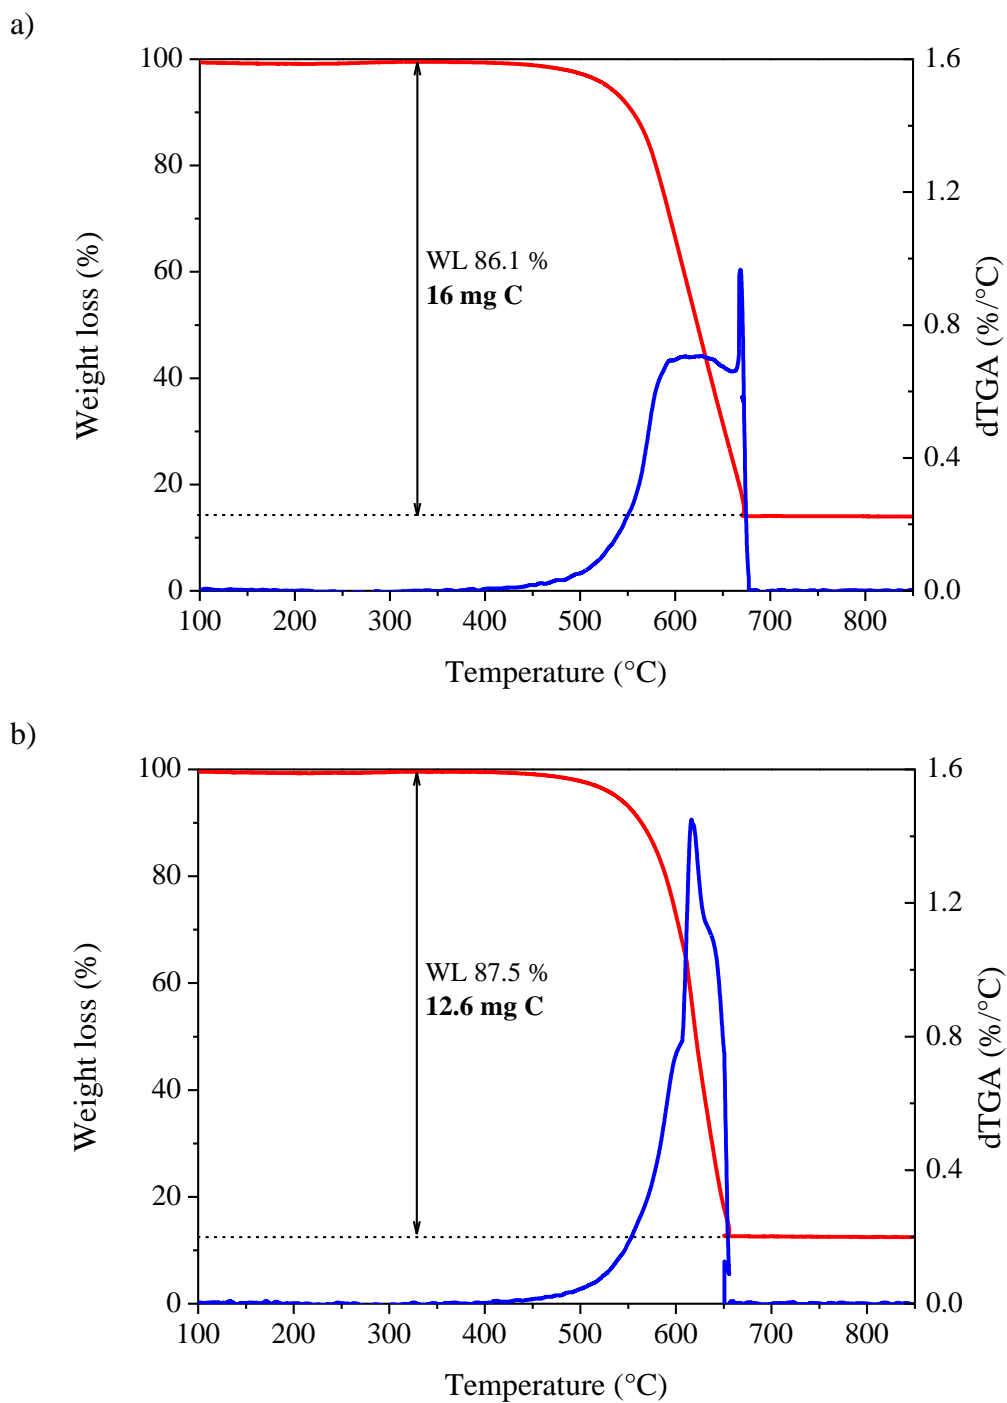 a)
100
80
60
40
20
0
Weight loss (%)
WL 86.1 %
16 mg C
1.6
1.2
0.8
0.4
0.0
dTGA (%/°C)
100 200 300 400 500 600 700 800
Temperature (°C)
b)
100
80
60
40
20
0
Weight loss (%)
WL 87.5 %
12.6 mg C
1.6
1.2
0.8
0.4
0.0
dTGA (%/°C)
100 200 300 400 500 600 700 800
Temperature (°C)